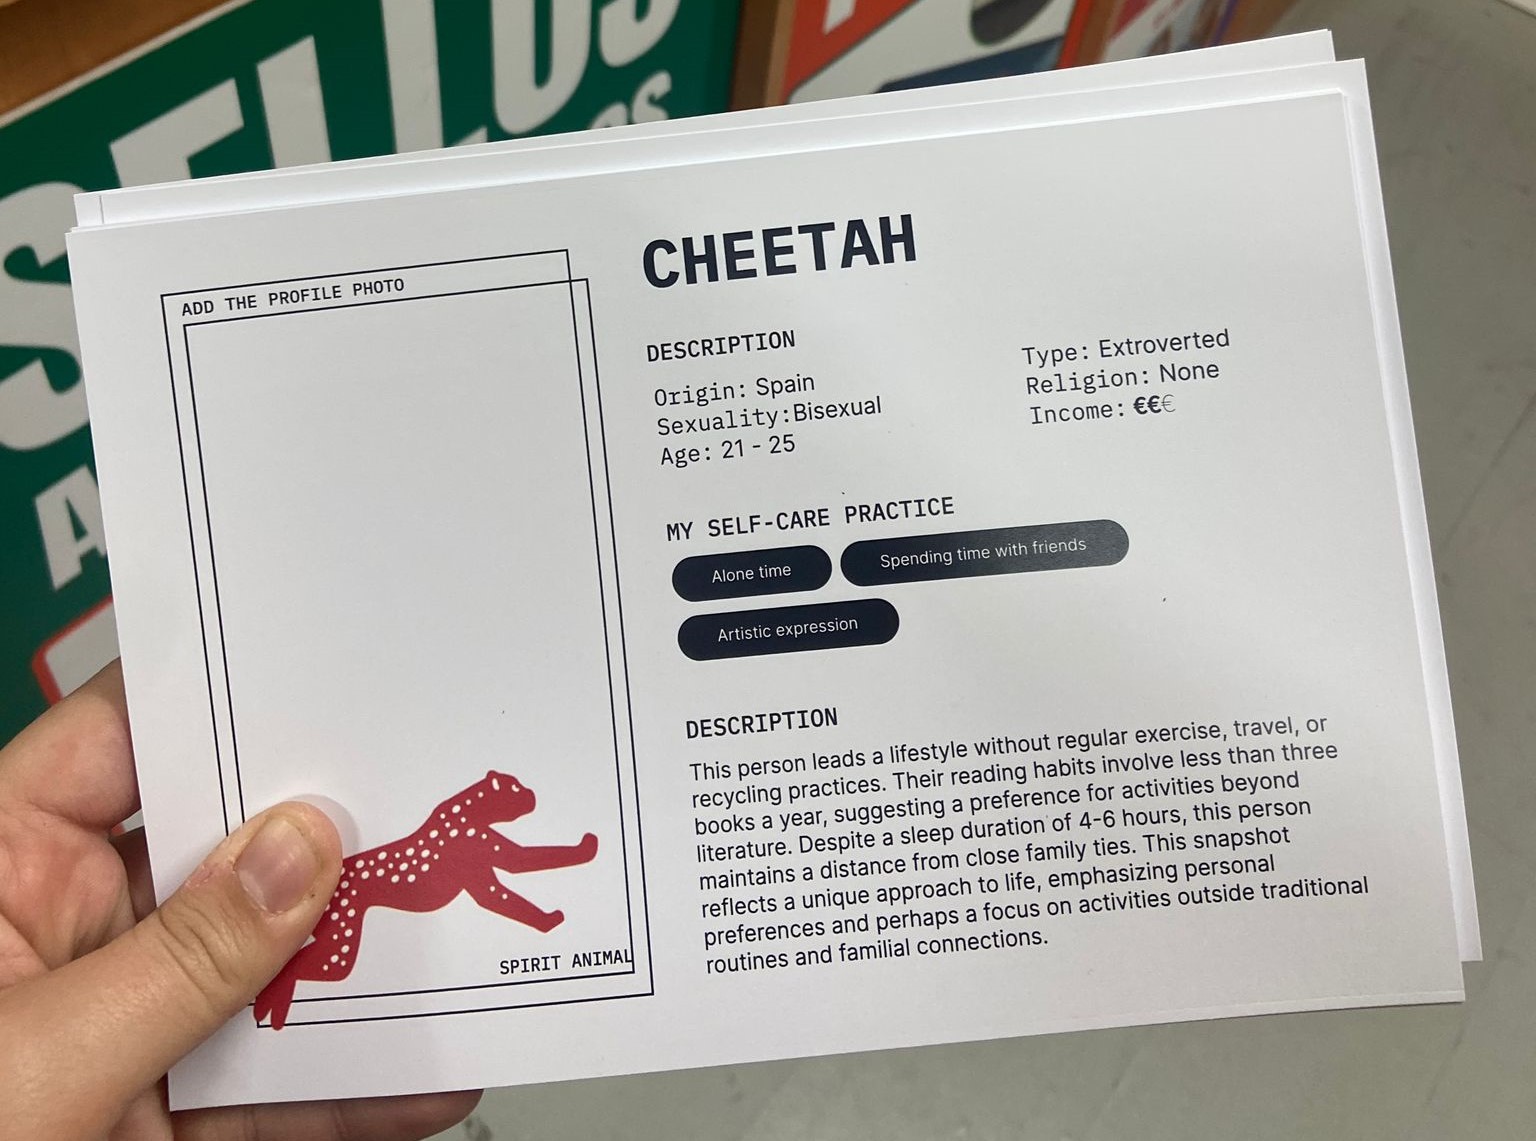 SELLOS
OS
A
ADD THE PROFILE PHOTO
SPIRIT ANIMAL
CHEETAH
DESCRIPTION
Origin: Spain
Sexuality:Bisexual
Age: 21 - 25
Type: Extroverted
Religion: None
Income: €€€
MY SELF-CARE PRACTICE
Alone time
Spending time with friends
Artistic expression
DESCRIPTION
This person leads a lifestyle without regular exercise, travel, or
recycling practices. Their reading habits involve less than three
books a year, suggesting a preference for activities beyond
literature. Despite a sleep duration of 4-6 hours, this person
maintains a distance from close family ties. This snapshot
reflects a unique approach to life, emphasizing personal
preferences and perhaps a focus on activities outside traditional
routines and familial connections.